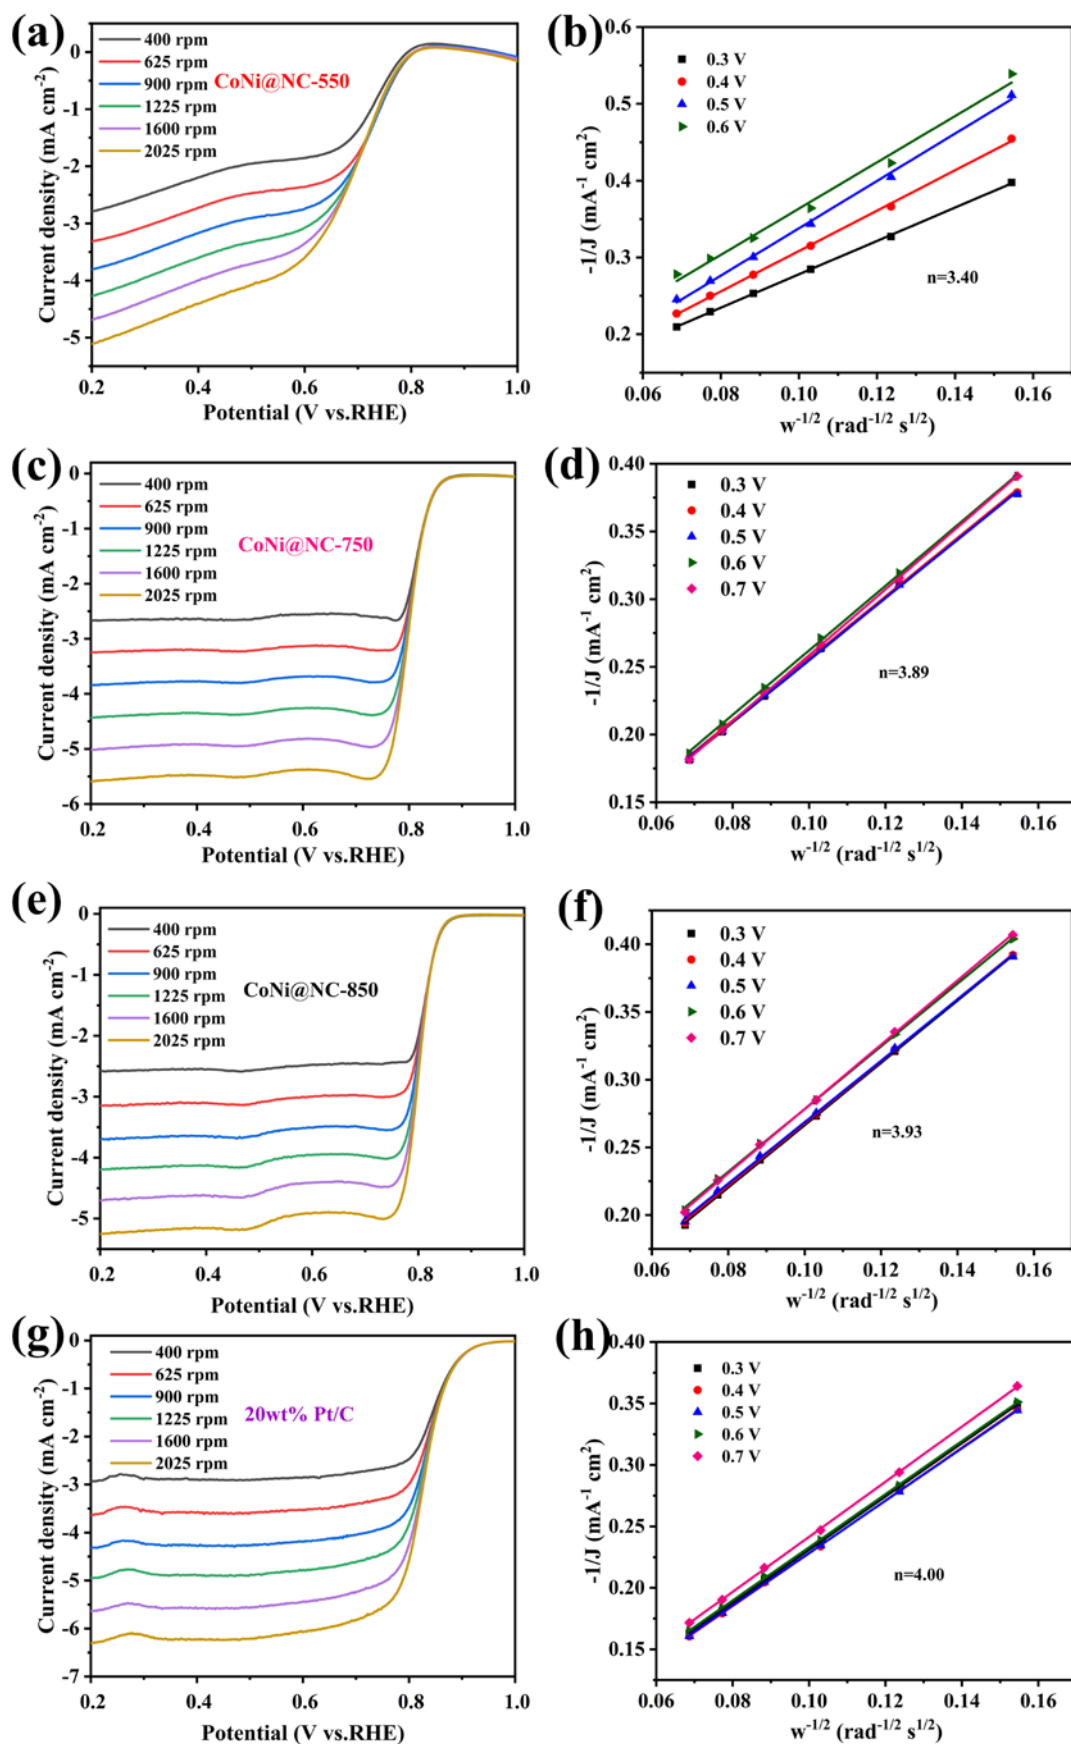 (a)
400 rpm
625 rpm
900 rpm
1225 rpm
1600 rpm
2025 rpm
CoNi@NC-550
0
-1
-2
-3
-4
-5
Current density (mA cm-2)
0.2 0.4 0.6 0.8 1.0
Potential (V vs.RHE)
(b)
0.3 V
0.4 V
0.5 V
0.6 V
n=3.40
0.6
0.5
0.4
0.3
0.2
-1/J (mA-1 cm2)
0.06 0.08 0.10 0.12 0.14 0.16
w-1/2 (rad-1/2 s1/2)
(c)
400 rpm
625 rpm
900 rpm
1225 rpm
1600 rpm
2025 rpm
CoNi@NC-750
0
-1
-2
-3
-4
-5
-6
Current density (mA cm-2)
0.2 0.4 0.6 0.8 1.0
Potential (V vs.RHE)
(d)
0.3 V
0.4 V
0.5 V
0.6 V
0.7 V
n=3.89
0.40
0.35
0.30
0.25
0.20
0.15
-1/J (mA-1 cm2)
0.06 0.08 0.10 0.12 0.14 0.16
w-1/2 (rad-1/2 s1/2)
(e)
400 rpm
625 rpm
900 rpm
1225 rpm
1600 rpm
2025 rpm
CoNi@NC-850
0
-1
-2
-3
-4
-5
Current density (mA cm-2)
0.2 0.4 0.6 0.8 1.0
Potential (V vs.RHE)
(f)
0.3 V
0.4 V
0.5 V
0.6 V
0.7 V
n=3.93
0.40
0.35
0.30
0.25
0.20
-1/J (mA-1 cm2)
0.06 0.08 0.10 0.12 0.14 0.16
w-1/2 (rad-1/2 s1/2)
(g)
400 rpm
625 rpm
900 rpm
1225 rpm
1600 rpm
2025 rpm
20wt% Pt/C
0
-1
-2
-3
-4
-5
-6
-7
Current density (mA cm-2)
0.2 0.4 0.6 0.8 1.0
Potential (V vs.RHE)
(h)
0.3 V
0.4 V
0.5 V
0.6 V
0.7 V
n=4.00
0.40
0.35
0.30
0.25
0.20
0.15
-1/J (mA-1 cm2)
0.06 0.08 0.10 0.12 0.14 0.16
w-1/2 (rad-1/2 s1/2)